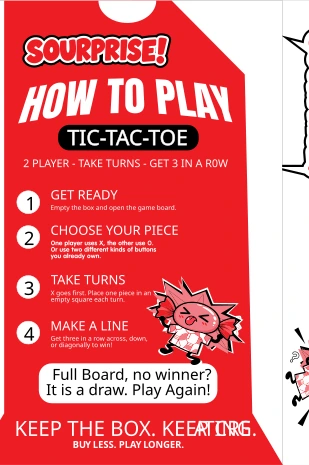 SOURPRISE!
HOW TO PLAY
TIC-TAC-TOE
2 PLAYER - TAKE TURNS - GET 3 IN A R0W
1 GET READY
Empty the box and open the game board.
2 CHOOSE YOUR PIECE
One player uses X, the other use O.
Or use two different kinds of buttons
you already own.
3 TAKE TURNS
X goes first. Place one piece in an
empty square each turn.
4 MAKE A LINE
Get three in a row across, down,
or diagonally to win!
Full Board, no winner?
It is a draw. Play Again!
KEEP THE BOX. KEEP
BUY LESS. PLAY LONGER.